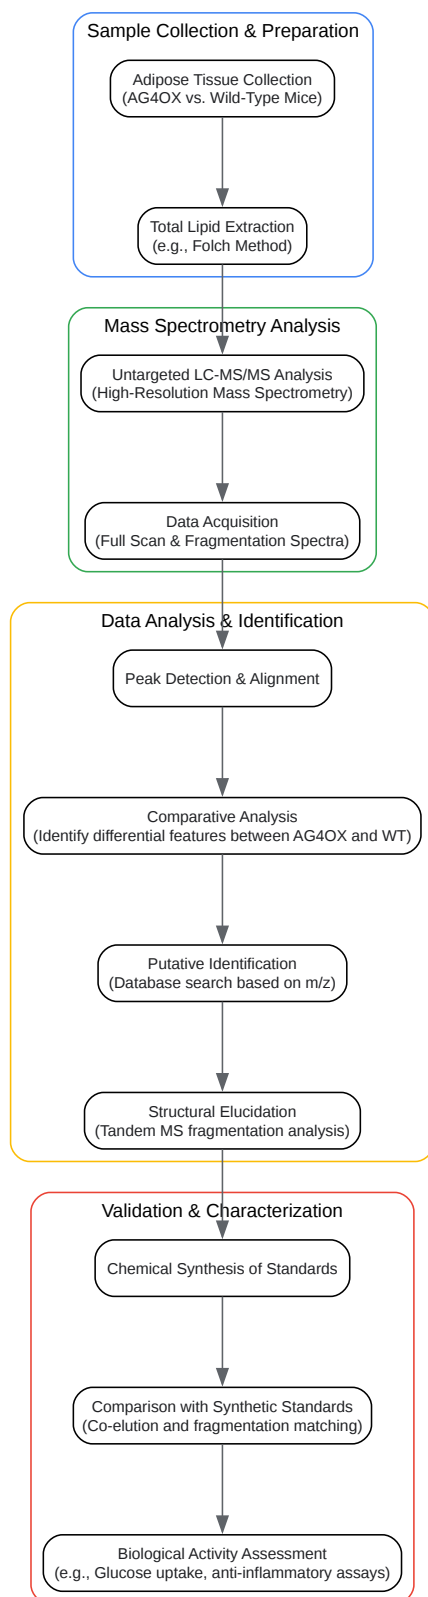 Sample Collection & Preparation
Adipose Tissue Collection
(AG4OX vs. Wild-Type Mice)
Total Lipid Extraction
(e.g., Folch Method)
Mass Spectrometry Analysis
Untargeted LC-MS/MS Analysis
(High-Resolution Mass Spectrometry)
Data Acquisition
(Full Scan & Fragmentation Spectra)
Data Analysis & Identification
Peak Detection & Alignment
Comparative Analysis
(Identify differential features between AG4OX and WT)
Putative Identification
(Database search based on m/z)
Structural Elucidation
(Tandem MS fragmentation analysis)
Validation & Characterization
Chemical Synthesis of Standards
Comparison with Synthetic Standards
(Co-elution and fragmentation matching)
Biological Activity Assessment
(e.g., Glucose uptake, anti-inflammatory assays)